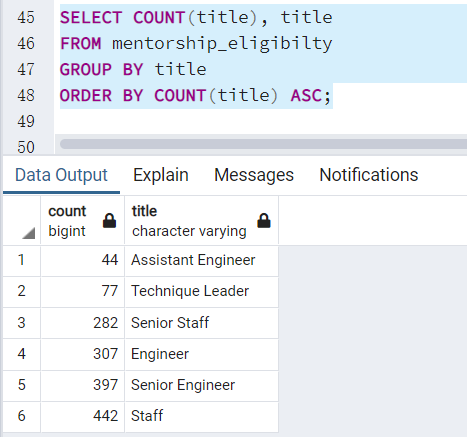 45 SELECT COUNT(title), title
46 FROM mentorship_eligibilty
47 GROUP BY title
48 ORDER BY COUNT(title) ASC;
49
50
Data Output Explain Messages Notifications
count title
bigint character varying
1 44 Assistant Engineer
2 77 Technique Leader
3 282 Senior Staff
4 307 Engineer
5 397 Senior Engineer
6 442 Staff